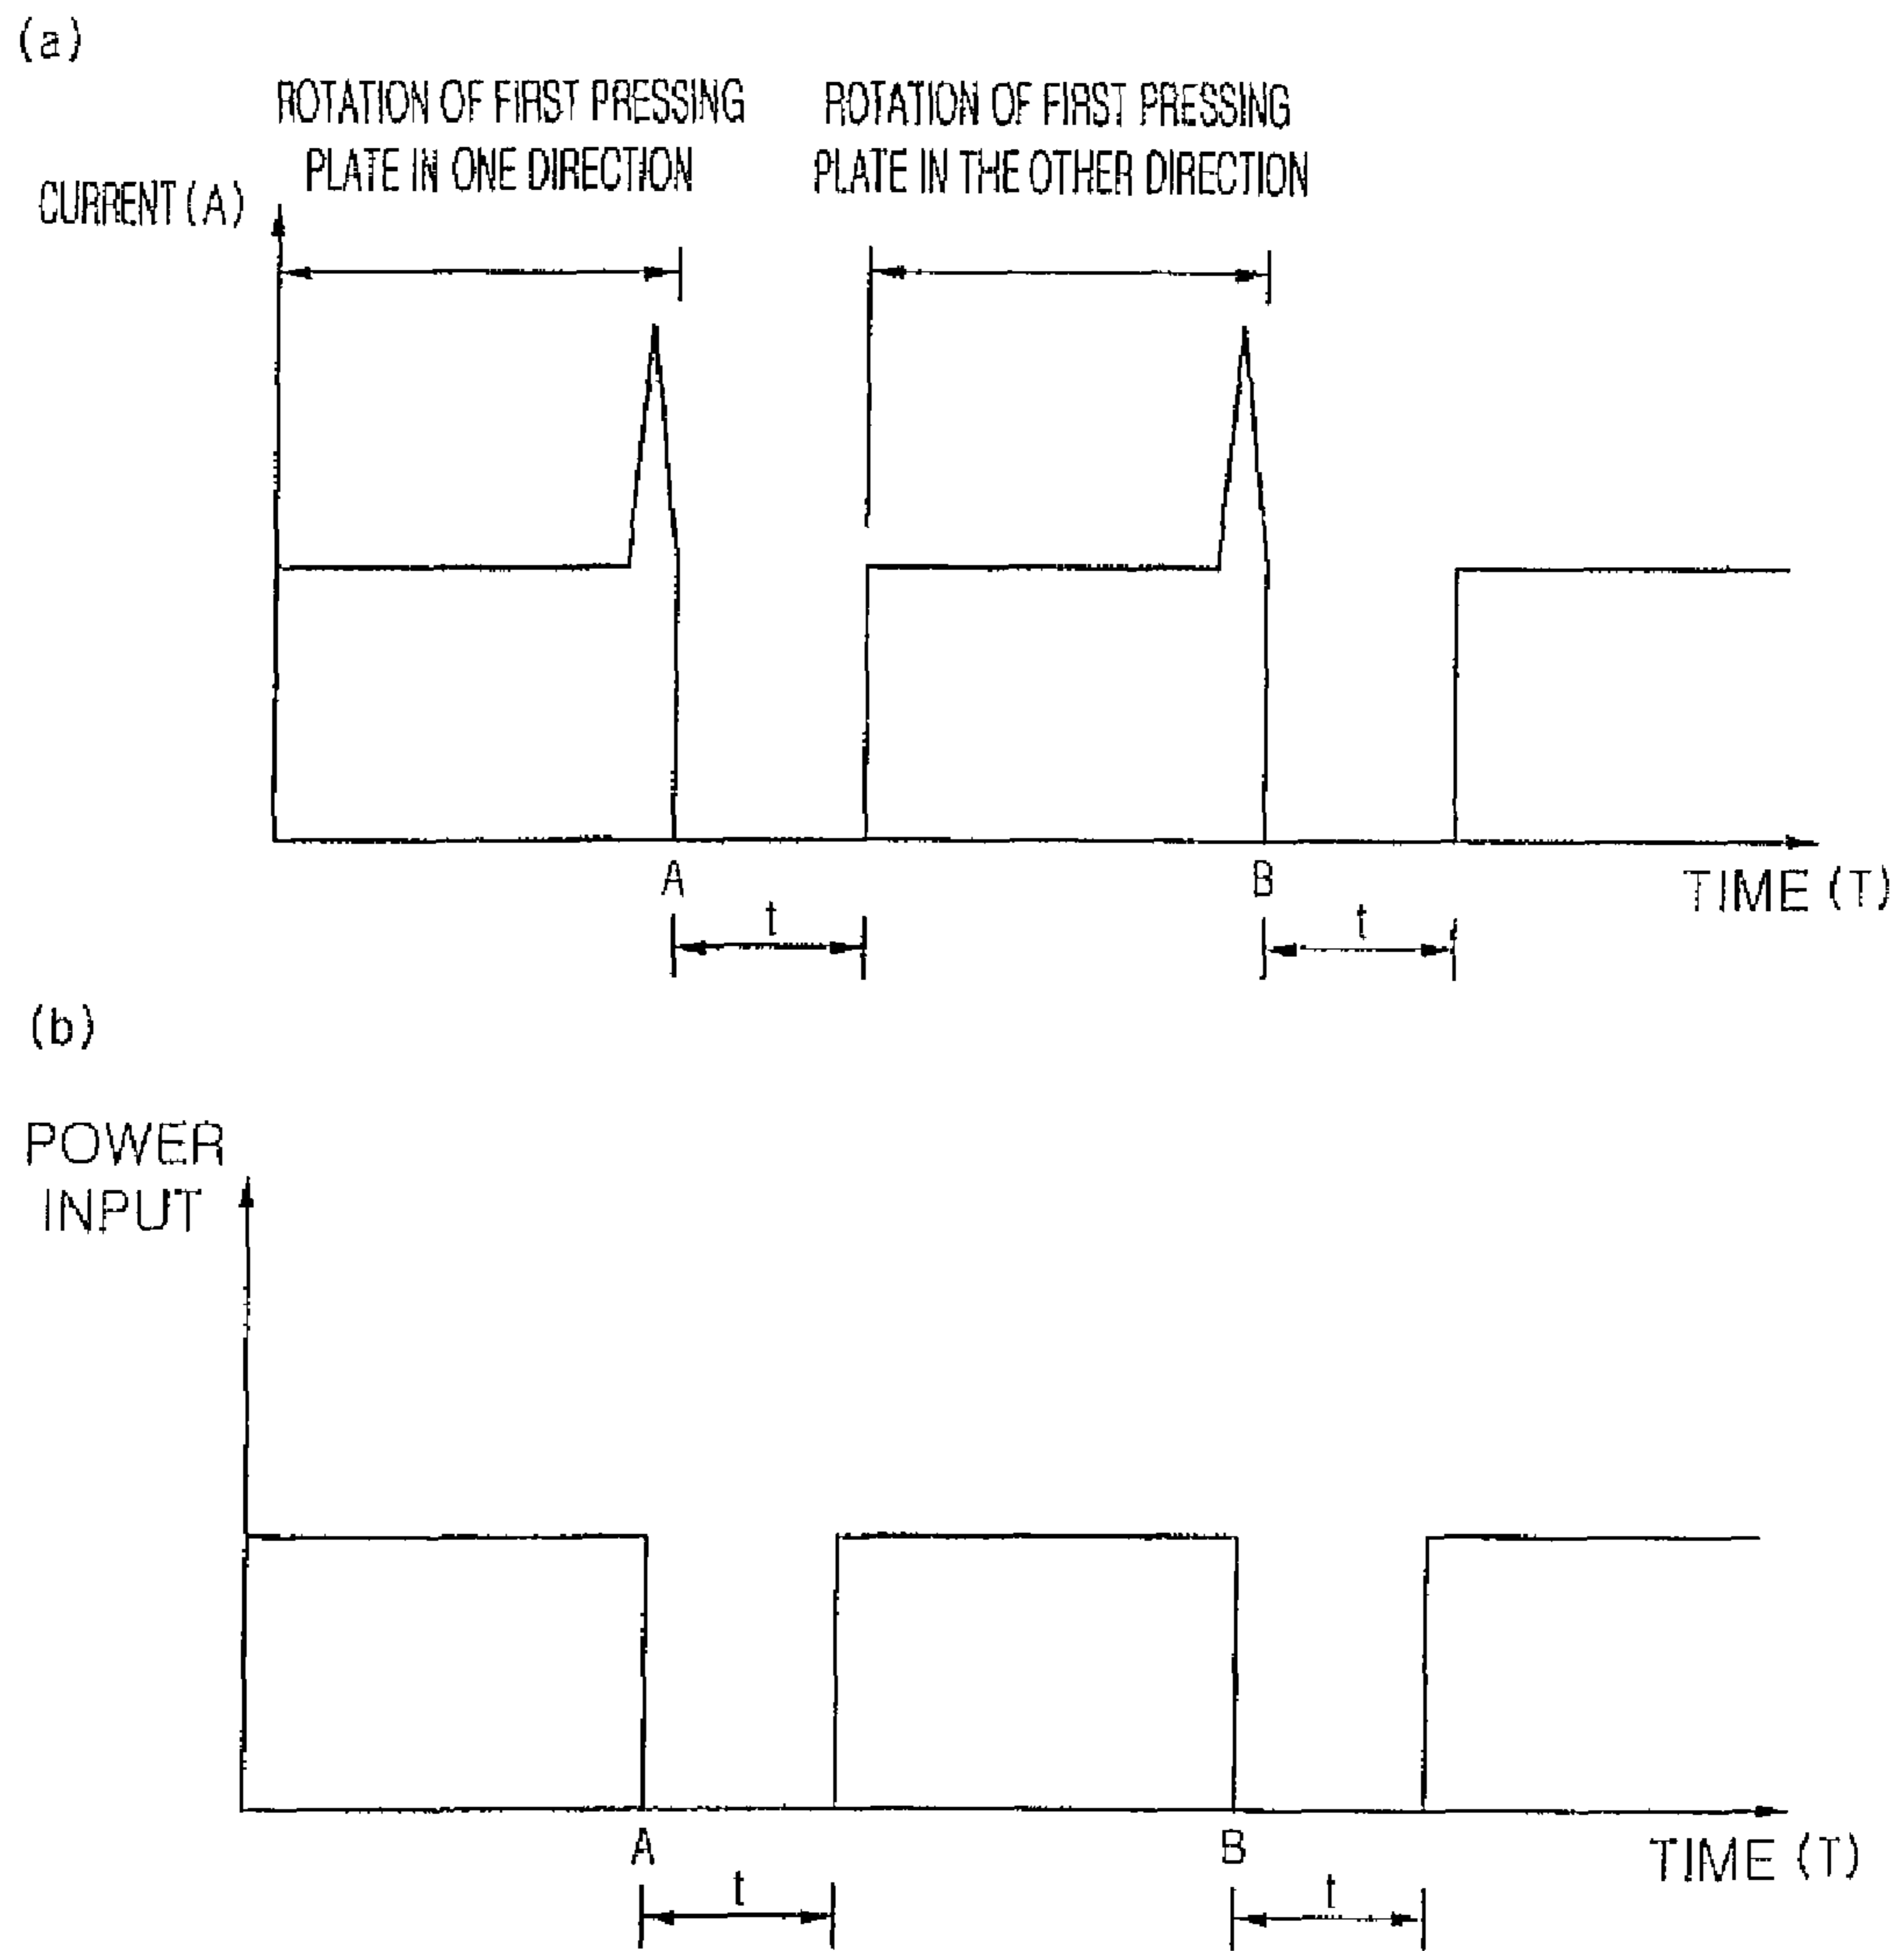 (a)
ROTATION OF FIRST PRESSING
PLATE IN ONE DIRECTION
ROTATION OF FIRST PRESSING
PLATE IN THE OTHER DIRECTION
CURRENT (A)
A
B
TIME (T)
t
t
(b)
POWER
INPUT
A
B
TIME (T)
t
t